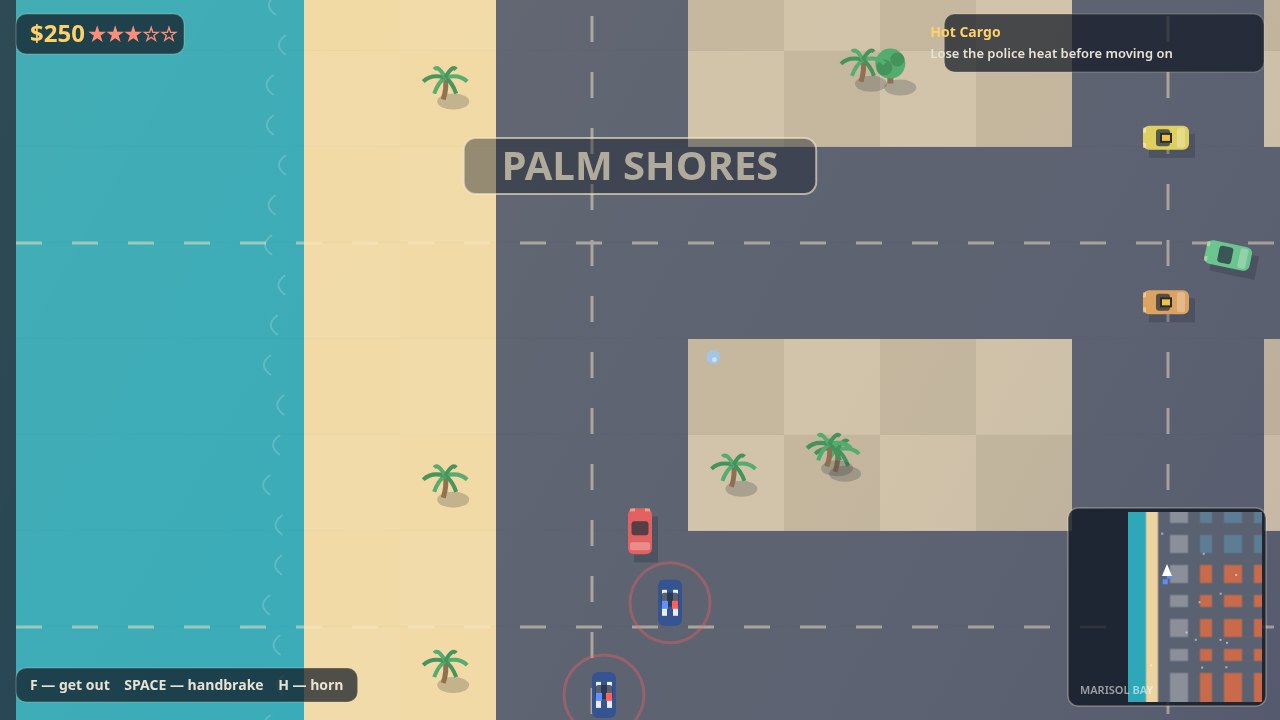 $250 ★★★☆☆
Hot Cargo
Lose the police heat before moving on
PALM SHORES
F — get out SPACE — handbrake H — horn
MARISOL BAY